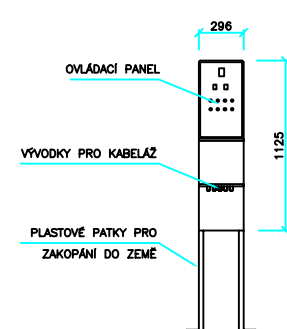 296
OVLÁDACÍ PANEL
1125
VÝVODKY PRO KABELÁŽ
PLASTOVÉ PATKY PRO
ZAKOPÁNÍ DO ZEMĚ